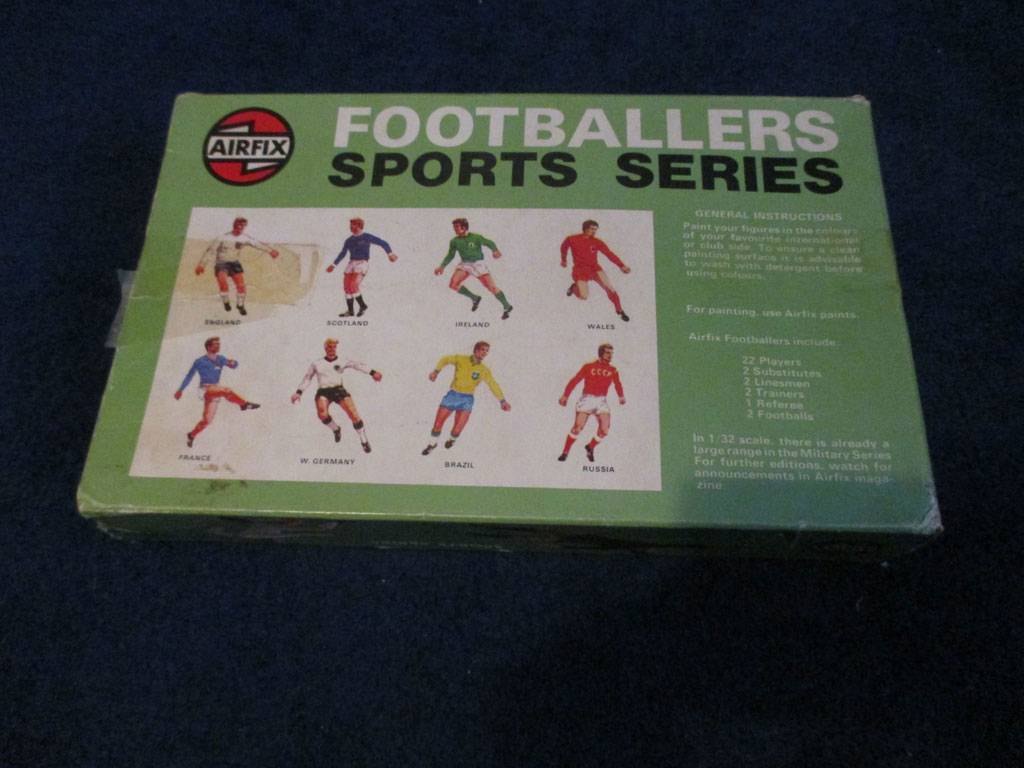 AIRFIX
FOOTBALLERS
SPORTS SERIES
ENGLAND
SCOTLAND
IRELAND
WALES
FRANCE
W. GERMANY
BRAZIL
CCCP
RUSSIA
GENERAL INSTRUCTIONS
Paint your figures in the colours
of your favourite international
or club side. To ensure a clean
painting surface it is advisable
to wash with detergent before
using colours.
For painting, use Airfix paints.
Airfix Footballers include:
22 Players
2 Substitutes
2 Linesmen
2 Trainers
1 Referee
2 Footballs
In 1/32 scale, there is already a
large range in the Military Series
For further editions, watch for
announcements in Airfix maga-
zine